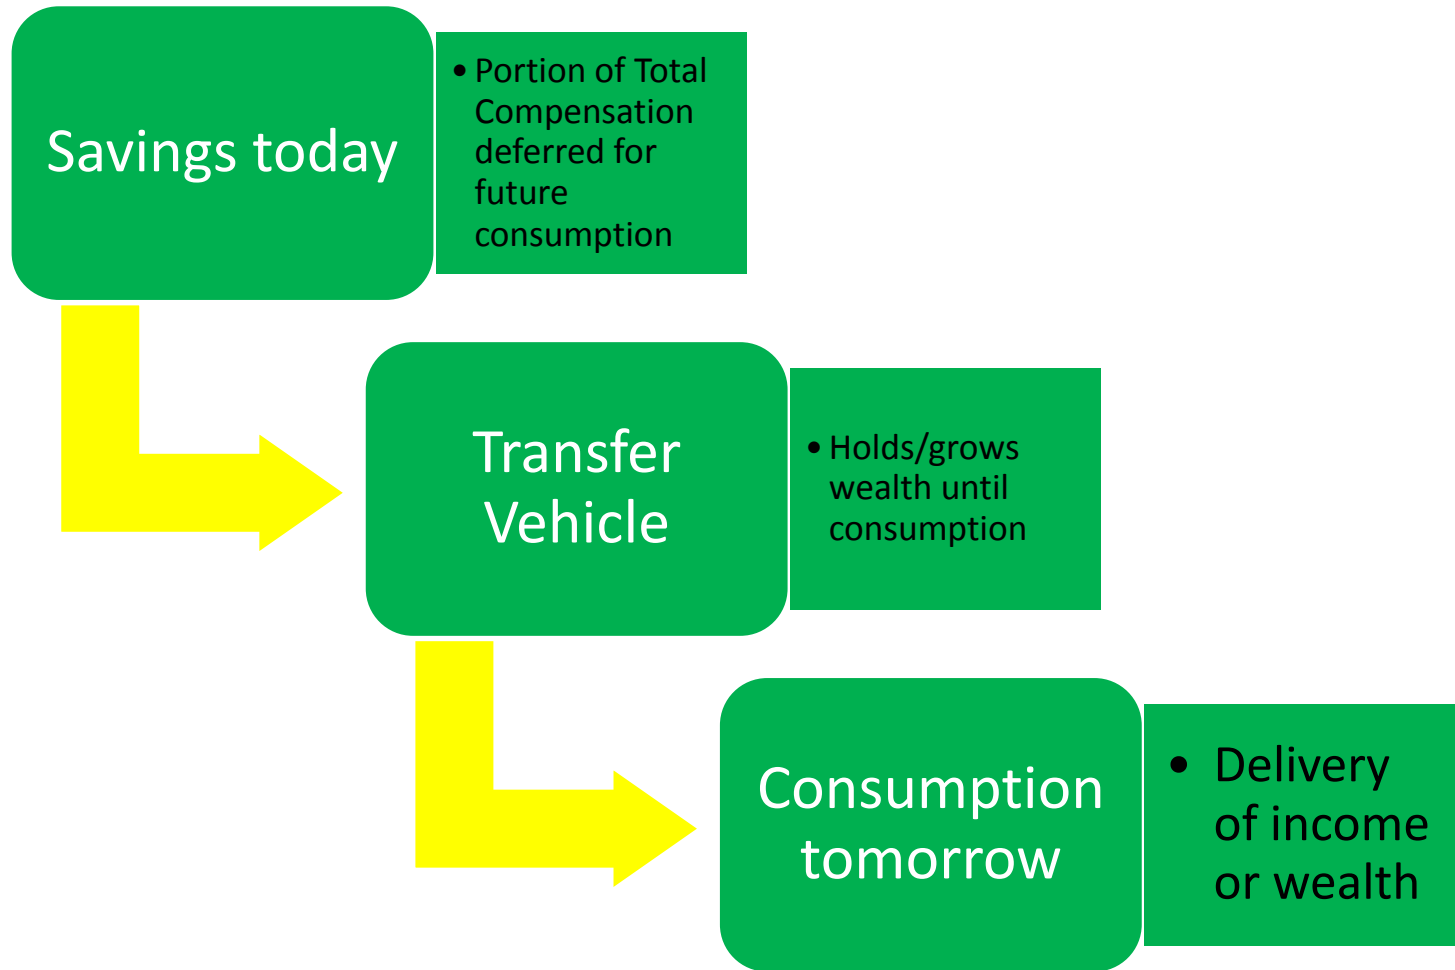 Savings today
• Portion of Total
Compensation
deferred for
future
consumption
Transfer
Vehicle
• Holds/grows
wealth until
consumption
Consumption
tomorrow
• Delivery
of income
or wealth